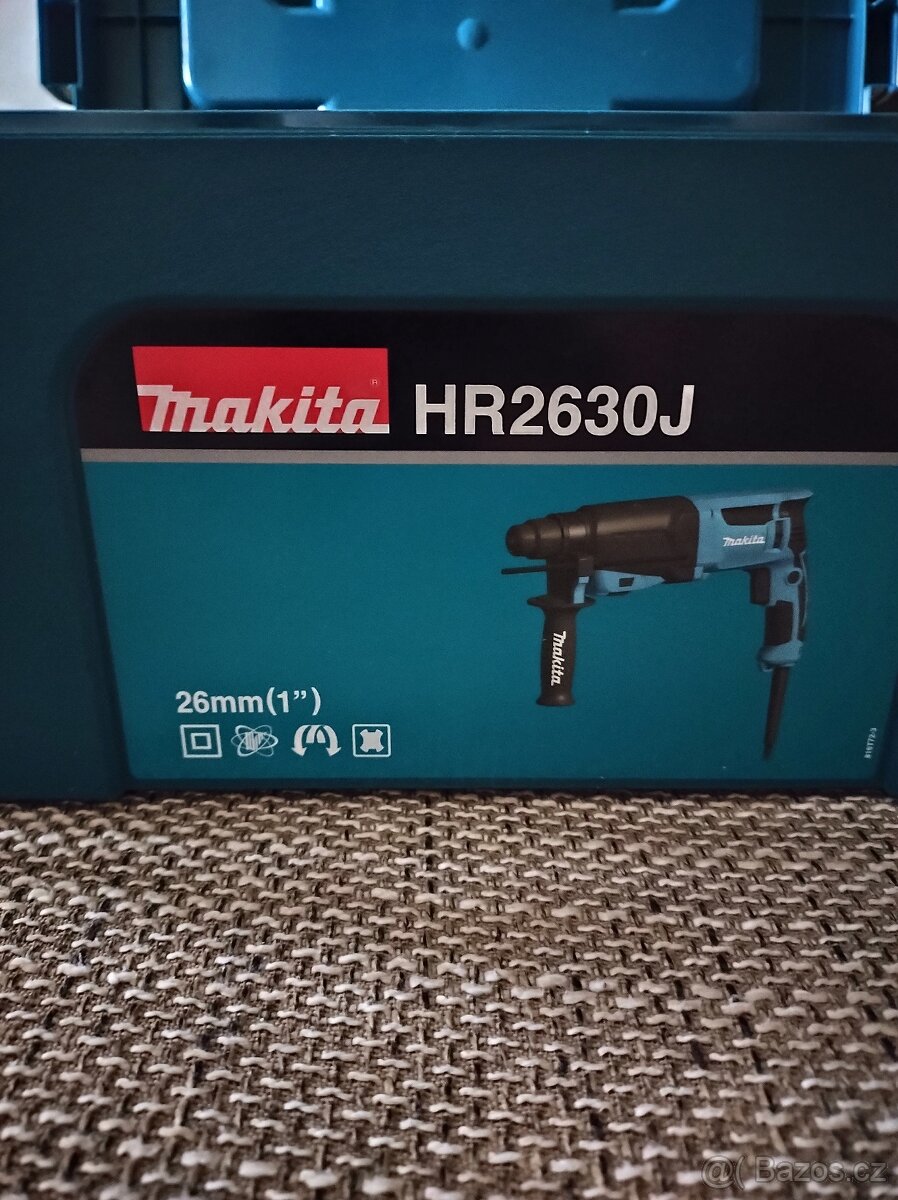 makita® HR2630J
makita
makita
26mm(1")
@( Bazos.cz